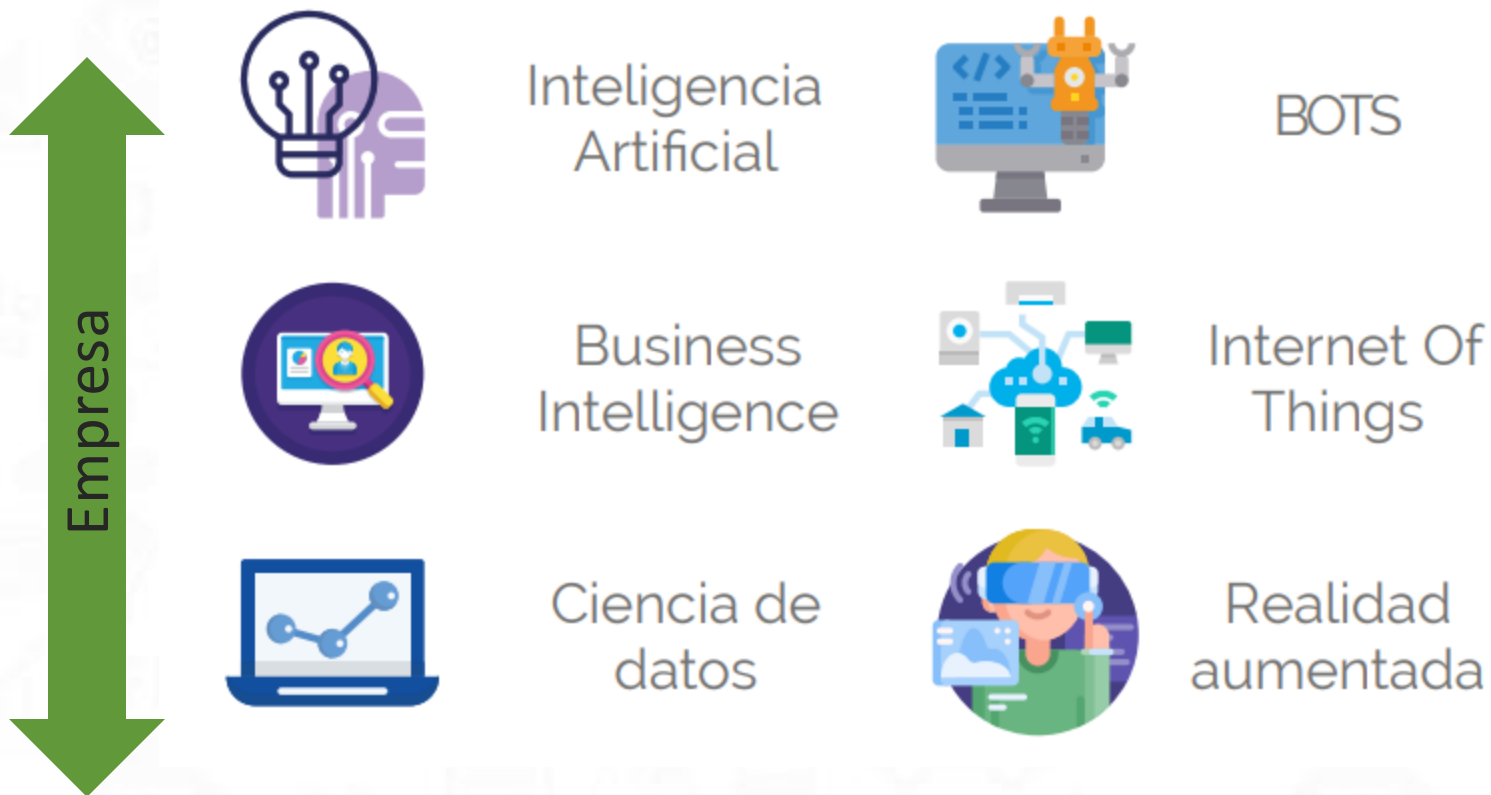 Empresa
Inteligencia
Artificial
</>
BOTS
Business
Intelligence
Internet Of
Things
Ciencia de
datos
Realidad
aumentada